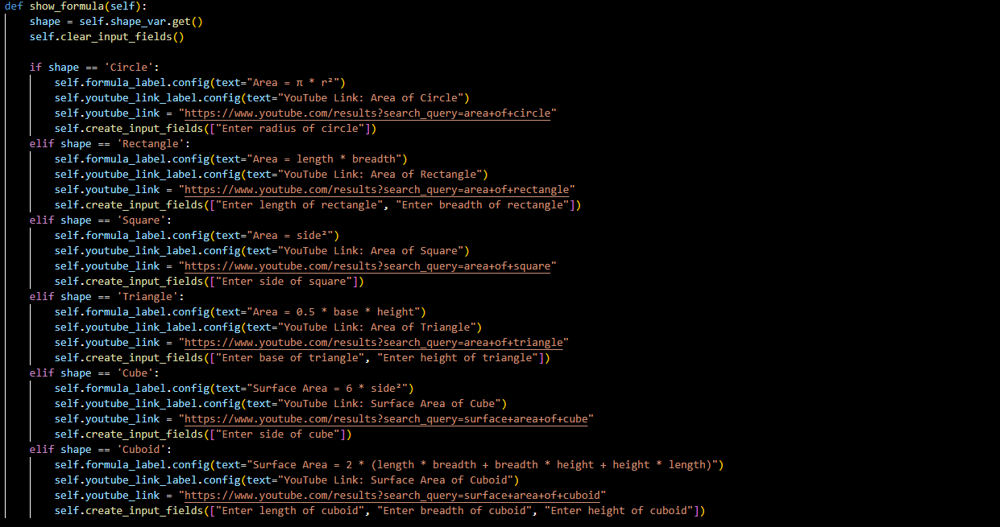 def show_formula(self):
    shape = self.shape_var.get()
    self.clear_input_fields()

    if shape == 'Circle':
        self.formula_label.config(text="Area = π * r²")
        self.youtube_link_label.config(text="YouTube Link: Area of Circle")
        self.youtube_link = "https://www.youtube.com/results?search_query=area+of+circle"
        self.create_input_fields(["Enter radius of circle"])
    elif shape == 'Rectangle':
        self.formula_label.config(text="Area = length * breadth")
        self.youtube_link_label.config(text="YouTube Link: Area of Rectangle")
        self.youtube_link = "https://www.youtube.com/results?search_query=area+of+rectangle"
        self.create_input_fields(["Enter length of rectangle", "Enter breadth of rectangle"])
    elif shape == 'Square':
        self.formula_label.config(text="Area = side²")
        self.youtube_link_label.config(text="YouTube Link: Area of Square")
        self.youtube_link = "https://www.youtube.com/results?search_query=area+of+square"
        self.create_input_fields(["Enter side of square"])
    elif shape == 'Triangle':
        self.formula_label.config(text="Area = 0.5 * base * height")
        self.youtube_link_label.config(text="YouTube Link: Area of Triangle")
        self.youtube_link = "https://www.youtube.com/results?search_query=area+of+triangle"
        self.create_input_fields(["Enter base of triangle", "Enter height of triangle"])
    elif shape == 'Cube':
        self.formula_label.config(text="Surface Area = 6 * side²")
        self.youtube_link_label.config(text="YouTube Link: Surface Area of Cube")
        self.youtube_link = "https://www.youtube.com/results?search_query=surface+area+of+cube"
        self.create_input_fields(["Enter side of cube"])
    elif shape == 'Cuboid':
        self.formula_label.config(text="Surface Area = 2 * (length * breadth + breadth * height + height * length)")
        self.youtube_link_label.config(text="YouTube Link: Surface Area of Cuboid")
        self.youtube_link = "https://www.youtube.com/results?search_query=surface+area+of+cuboid"
        self.create_input_fields(["Enter length of cuboid", "Enter breadth of cuboid", "Enter height of cuboid"])